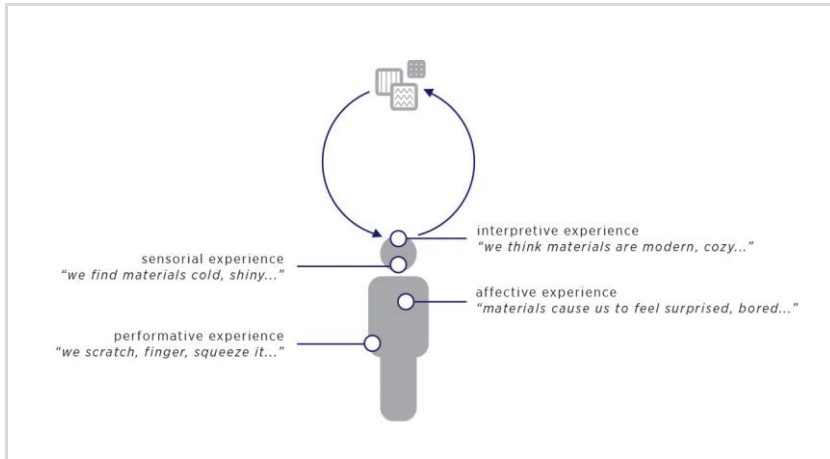 interpretive experience
“we think materials are modern, cozy...”
sensorial experience
“we find materials cold, shiny...”
affective experience
“materials cause us to feel surprised, bored...”
performative experience
“we scratch, finger, squeeze it...”